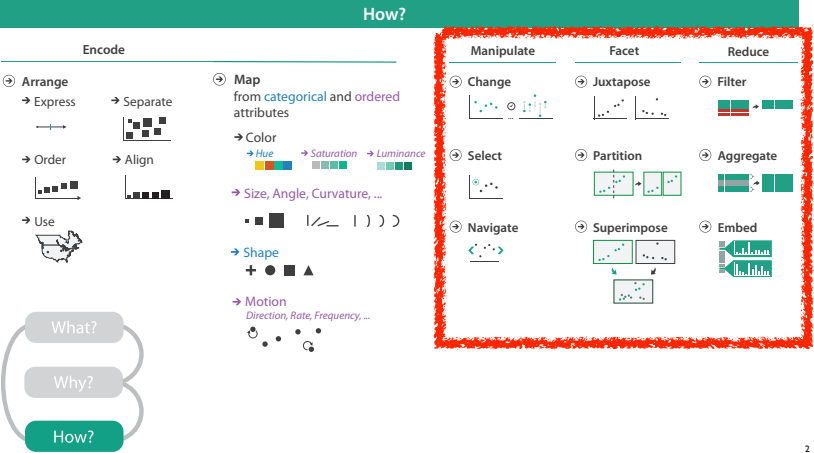 How?
Encode
Arrange
Express
Separate
Order
Align
Use
Map
from categorical and ordered
attributes
Color
Hue
Saturation
Luminance
Size, Angle, Curvature, ...
Shape
Motion
Direction, Rate, Frequency, ...
Manipulate
Facet
Reduce
Change
Juxtapose
Filter
...
Select
Partition
Aggregate
Navigate
Superimpose
Embed
What?
Why?
How?
2